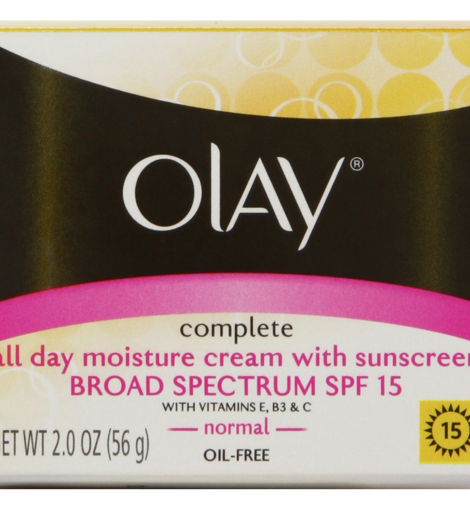 OLAY®
complete
all day moisture cream with sunscreen
BROAD SPECTRUM SPF 15
WITH VITAMINS E, B3 & C
normal
NET WT 2.0 OZ (56 g)
15
OIL-FREE